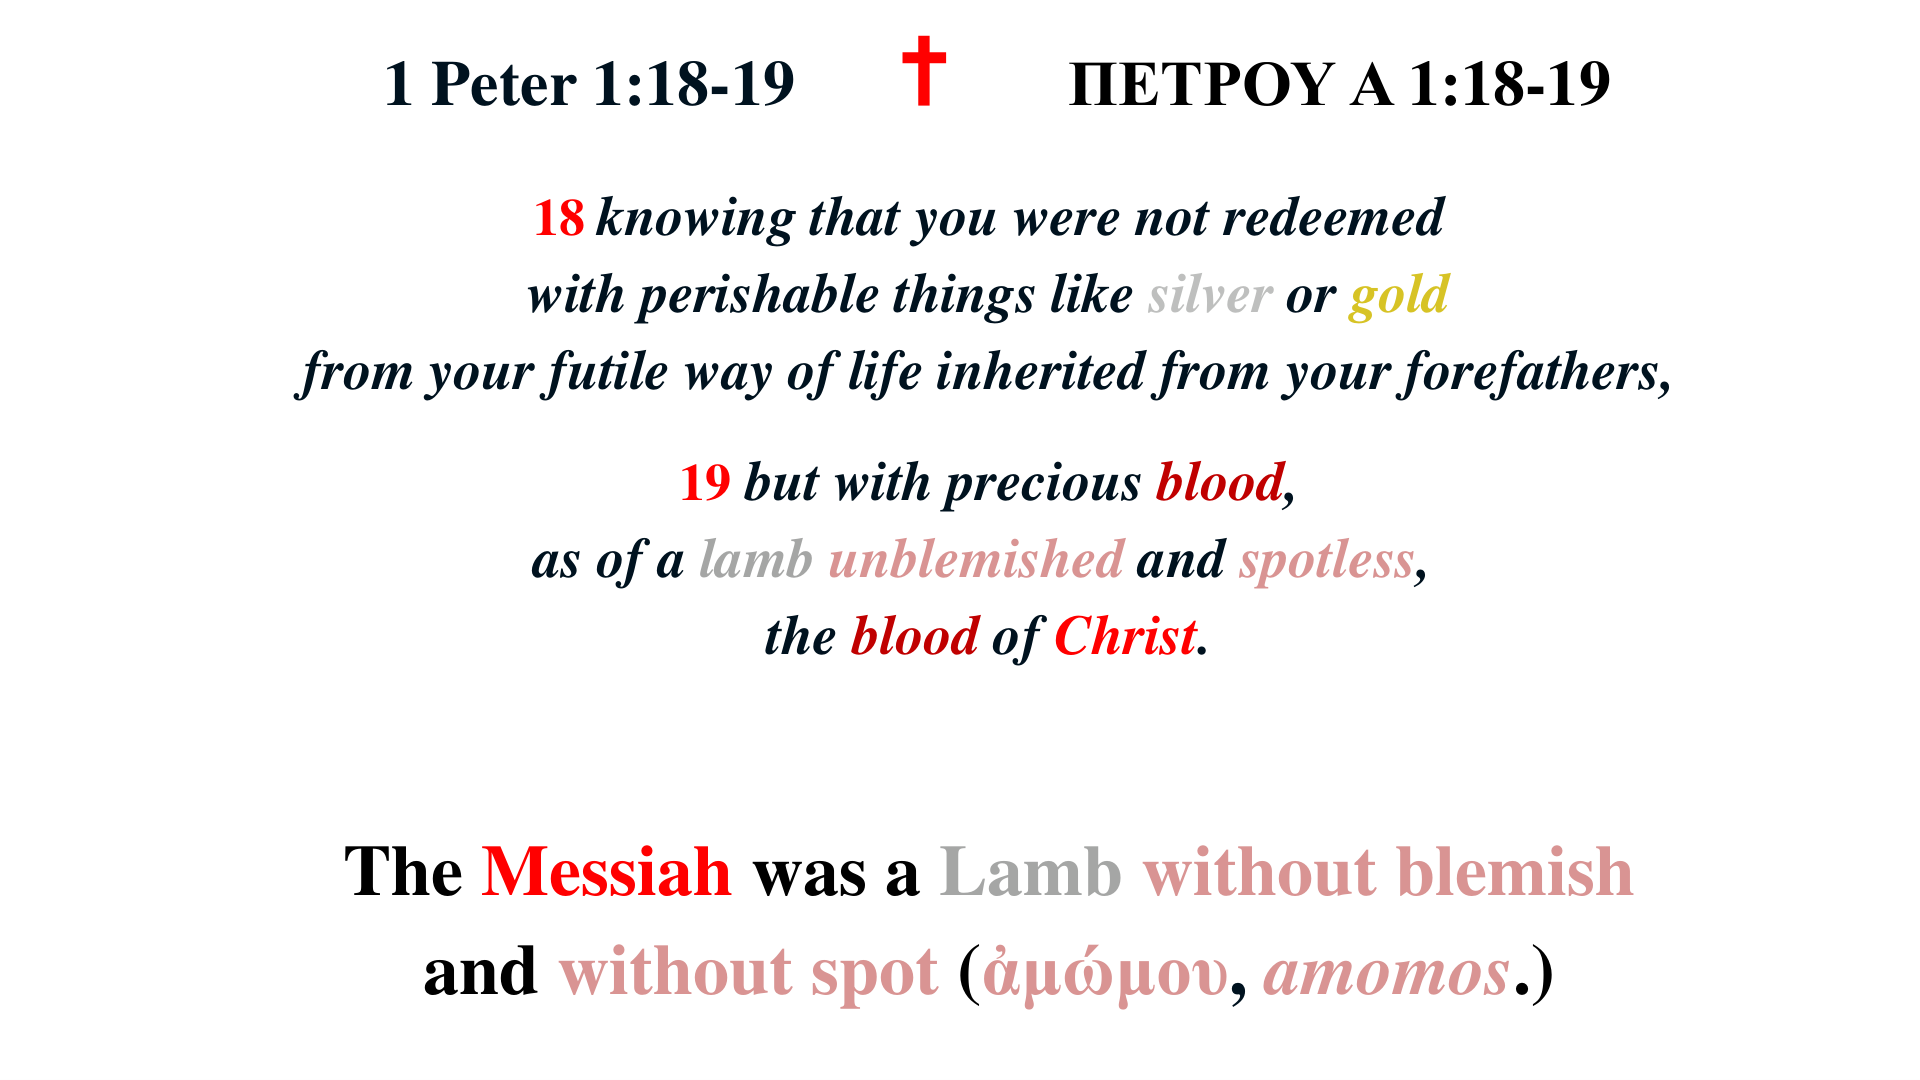 1 Peter 1:18-19 ✝ ΠΕΤΡΟΥ Α 1:18-19
18 knowing that you were not redeemed
with perishable things like silver or gold
from your futile way of life inherited from your forefathers,
19 but with precious blood,
as of a lamb unblemished and spotless,
the blood of Christ.
The Messiah was a Lamb without blemish
and without spot (ἀμώμου, amomos.)